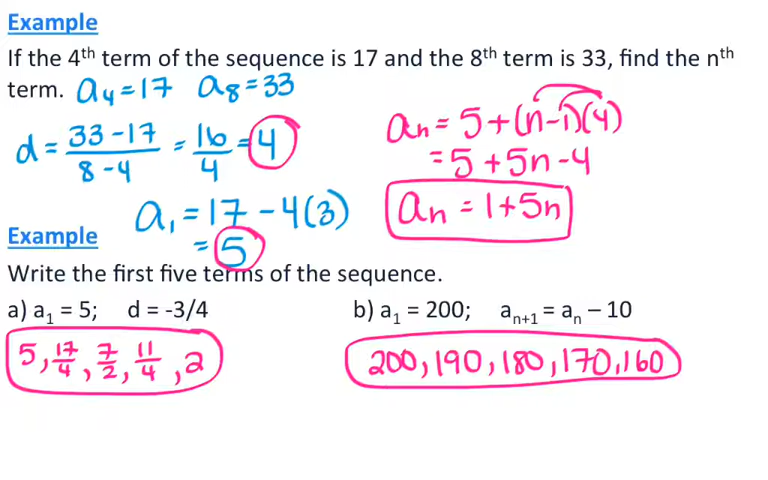 Example
If the 4th term of the sequence is 17 and the 8th term is 33, find the nth
term. a₄=17 a₈=33
d = (33-17)/(8-4) = 16/4 = 4
a₁ = 17 - 4(3)
= 5
aₙ = 5+(n-1)(4)
= 5 + 5n - 4
aₙ = 1+5n
Example
Write the first five terms of the sequence.
a) a₁ = 5; d = -3/4
5, 17/4, 7/2, 11/4, 2
b) a₁ = 200; aₙ₊₁ = aₙ – 10
200, 190, 180, 170, 160